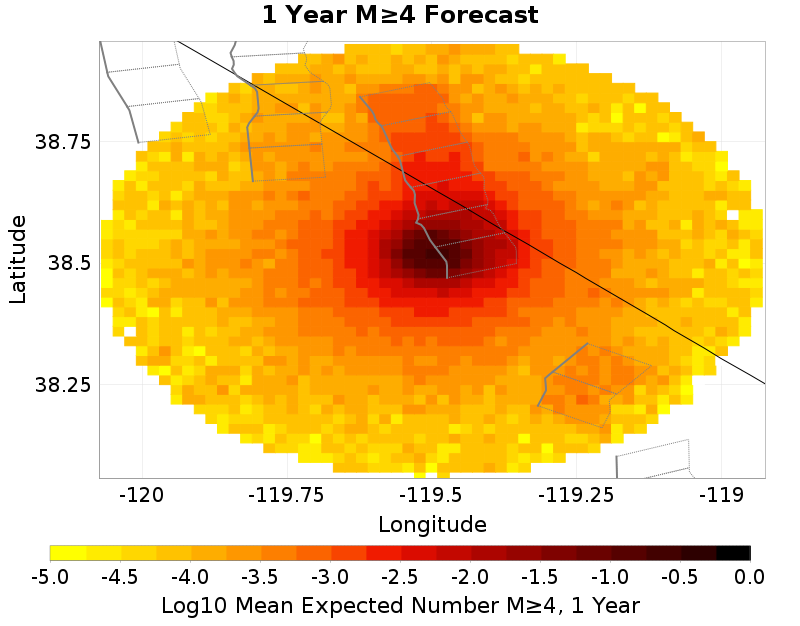 1 Year M≥4 Forecast
38.75
38.5
38.25
Latitude
-120 -119.75 -119.5 -119.25 -119
Longitude
-5.0 -4.5 -4.0 -3.5 -3.0 -2.5 -2.0 -1.5 -1.0 -0.5 0.0
Log10 Mean Expected Number M≥4, 1 Year